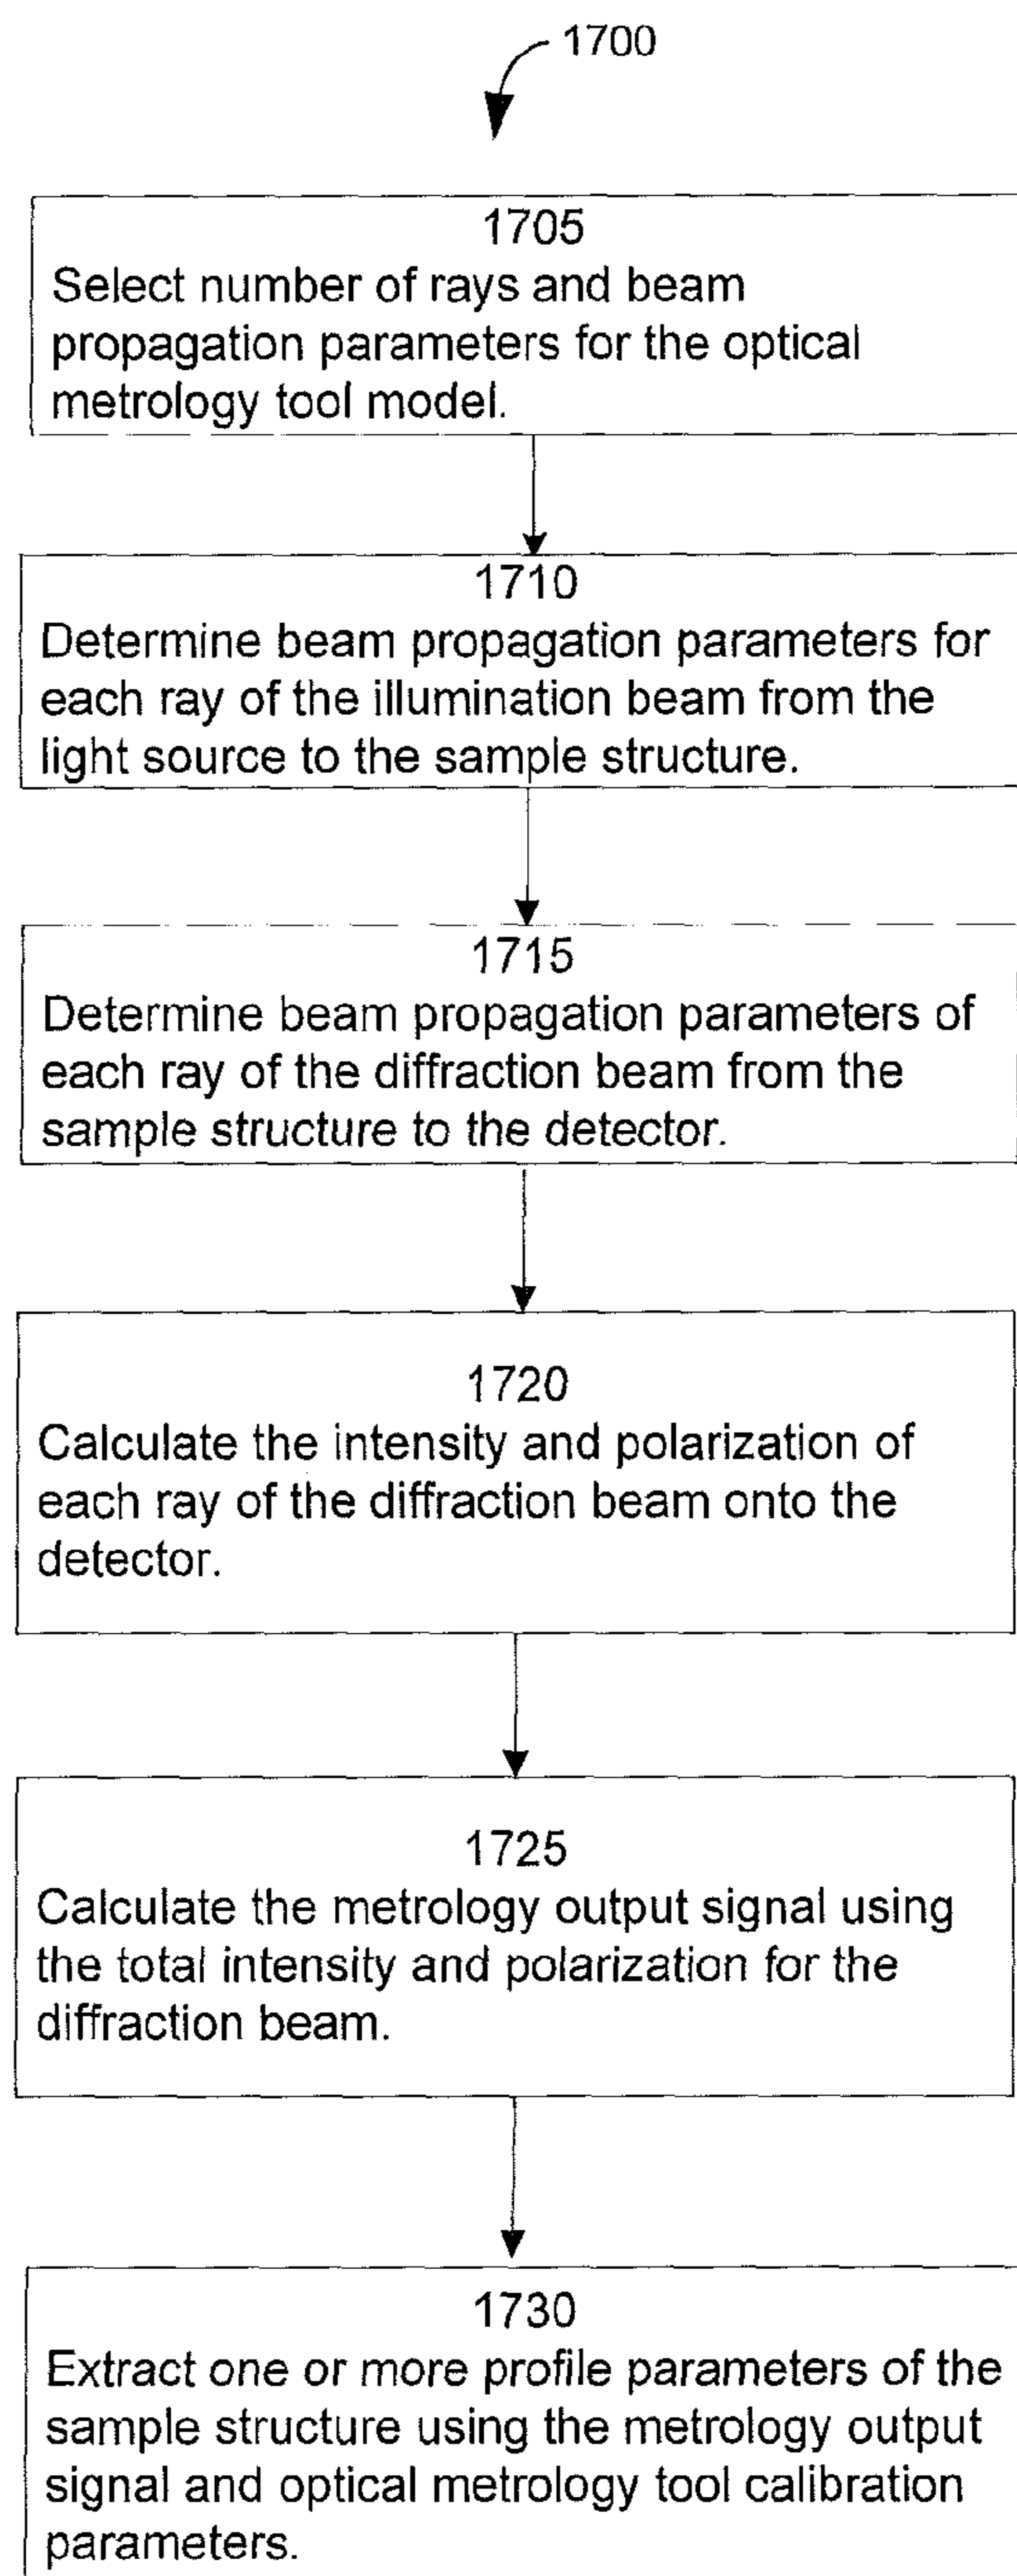 1700
1705
Select number of rays and beam
propagation parameters for the optical
metrology tool model.
1710
Determine beam propagation parameters for
each ray of the illumination beam from the
light source to the sample structure.
1715
Determine beam propagation parameters of
each ray of the diffraction beam from the
sample structure to the detector.
1720
Calculate the intensity and polarization of
each ray of the diffraction beam onto the
detector.
1725
Calculate the metrology output signal using
the total intensity and polarization for the
diffraction beam.
1730
Extract one or more profile parameters of the
sample structure using the metrology output
signal and optical metrology tool calibration
parameters.